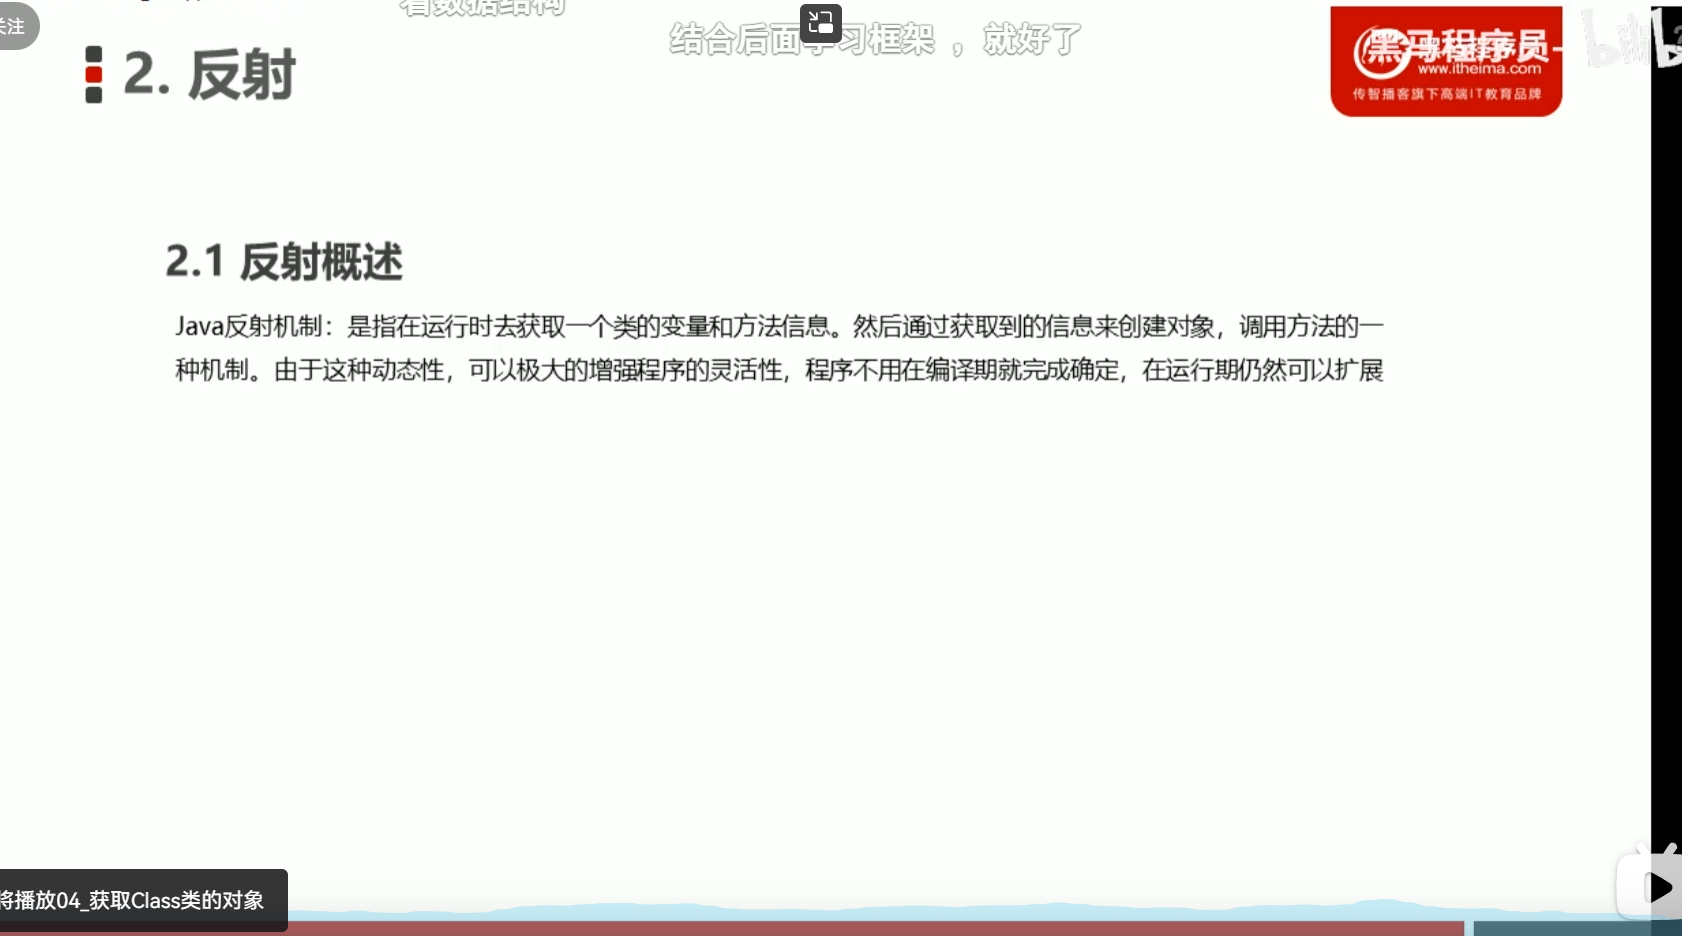 看数据结构
关注
结合后面学习框架 ，就好了
2. 反射
黑马程序员
www.itheima.com
传智播客旗下高端IT教育品牌
2.1 反射概述
Java反射机制：是指在运行时去获取一个类的变量和方法信息。然后通过获取到的信息来创建对象，调用方法的一
种机制。由于这种动态性，可以极大的增强程序的灵活性，程序不用在编译期就完成确定，在运行期仍然可以扩展
将播放04_获取Class类的对象